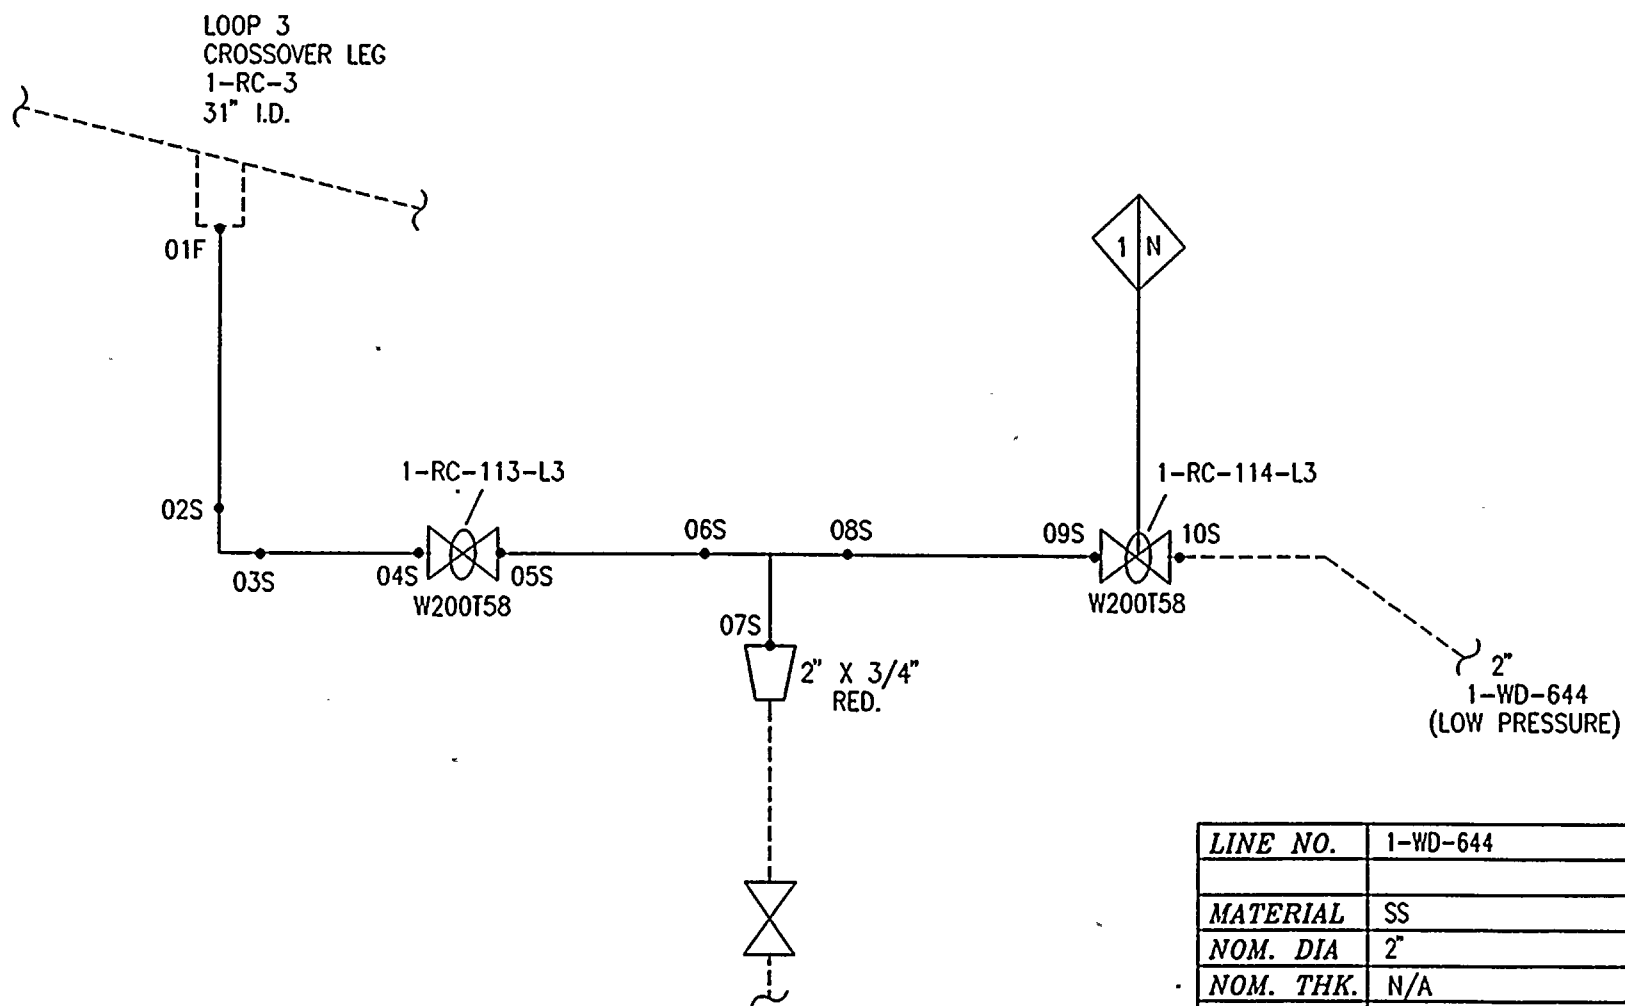 LOOP 3
CROSSOVER LEG
1-RC-3
31" I.D.
01F
1 N
1-RC-113-L3
1-RC-114-L3
02S
03S
04S
05S
W200T58
06S
08S
09S
10S
W200T58
07S
2" X 3/4"
RED.
2"
1-WD-644
(LOW PRESSURE)
LINE NO. 1-WD-644
MATERIAL SS
NOM. DIA 2"
NOM. THK. N/A